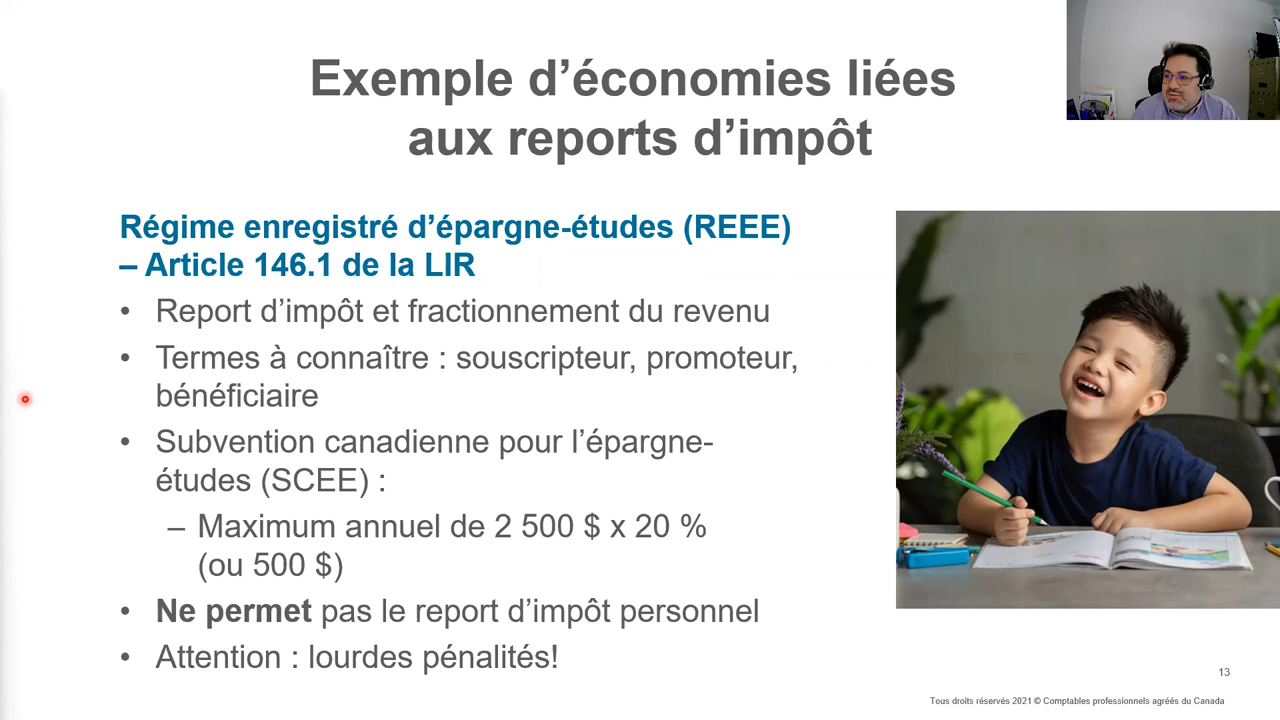 Exemple d’économies liées
aux reports d’impôt
Régime enregistré d’épargne-études (REEE)
– Article 146.1 de la LIR
• Report d’impôt et fractionnement du revenu
• Termes à connaître : souscripteur, promoteur,
bénéficiaire
• Subvention canadienne pour l’épargne-
études (SCEE) :
– Maximum annuel de 2 500 $ x 20 %
(ou 500 $)
• Ne permet pas le report d’impôt personnel
• Attention : lourdes pénalités!
13
Tous droits réservés 2021 © Comptables professionnels agréés du Canada